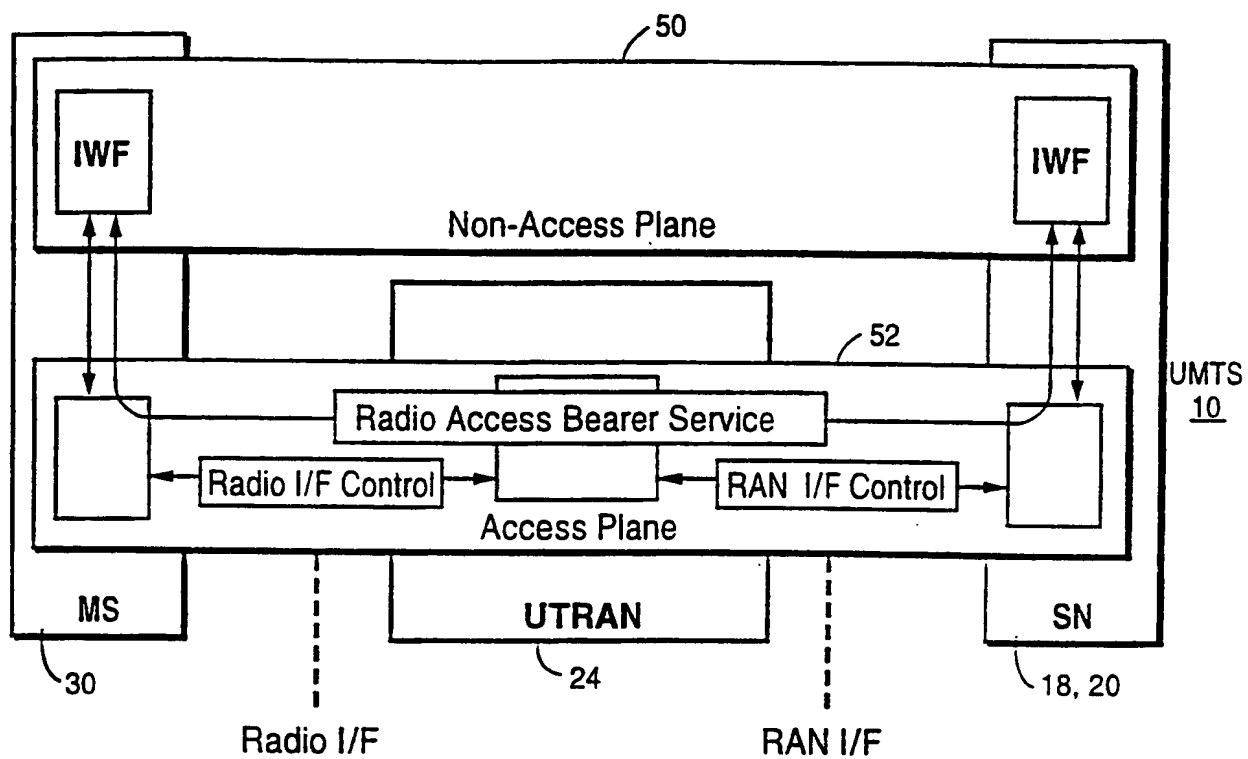 50
IWF
IWF
Non-Access Plane
52
UMTS
10
Radio Access Bearer Service
Radio I/F Control
RAN I/F Control
Access Plane
MS
UTRAN
SN
30
24
18, 20
Radio I/F
RAN I/F